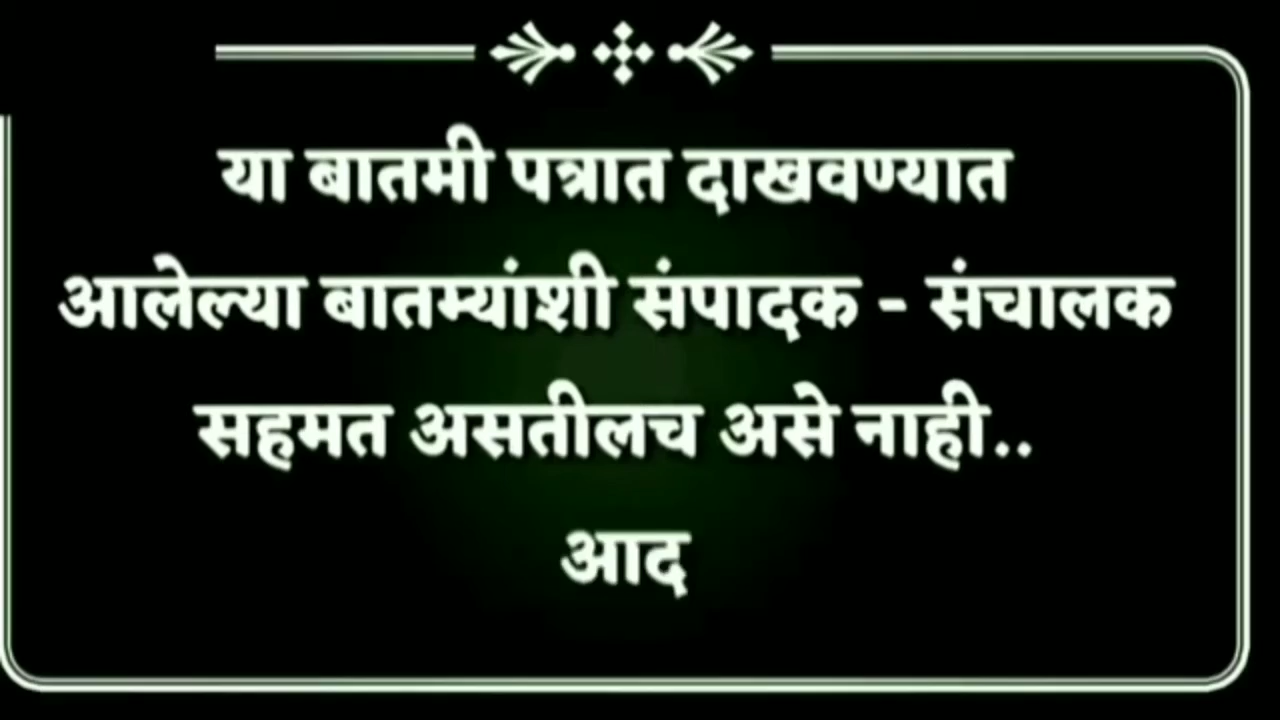 या बातमी पत्रात दाखवण्यात
आलेल्या बातम्यांशी संपादक - संचालक
सहमत असतीलच असे नाही..
आद